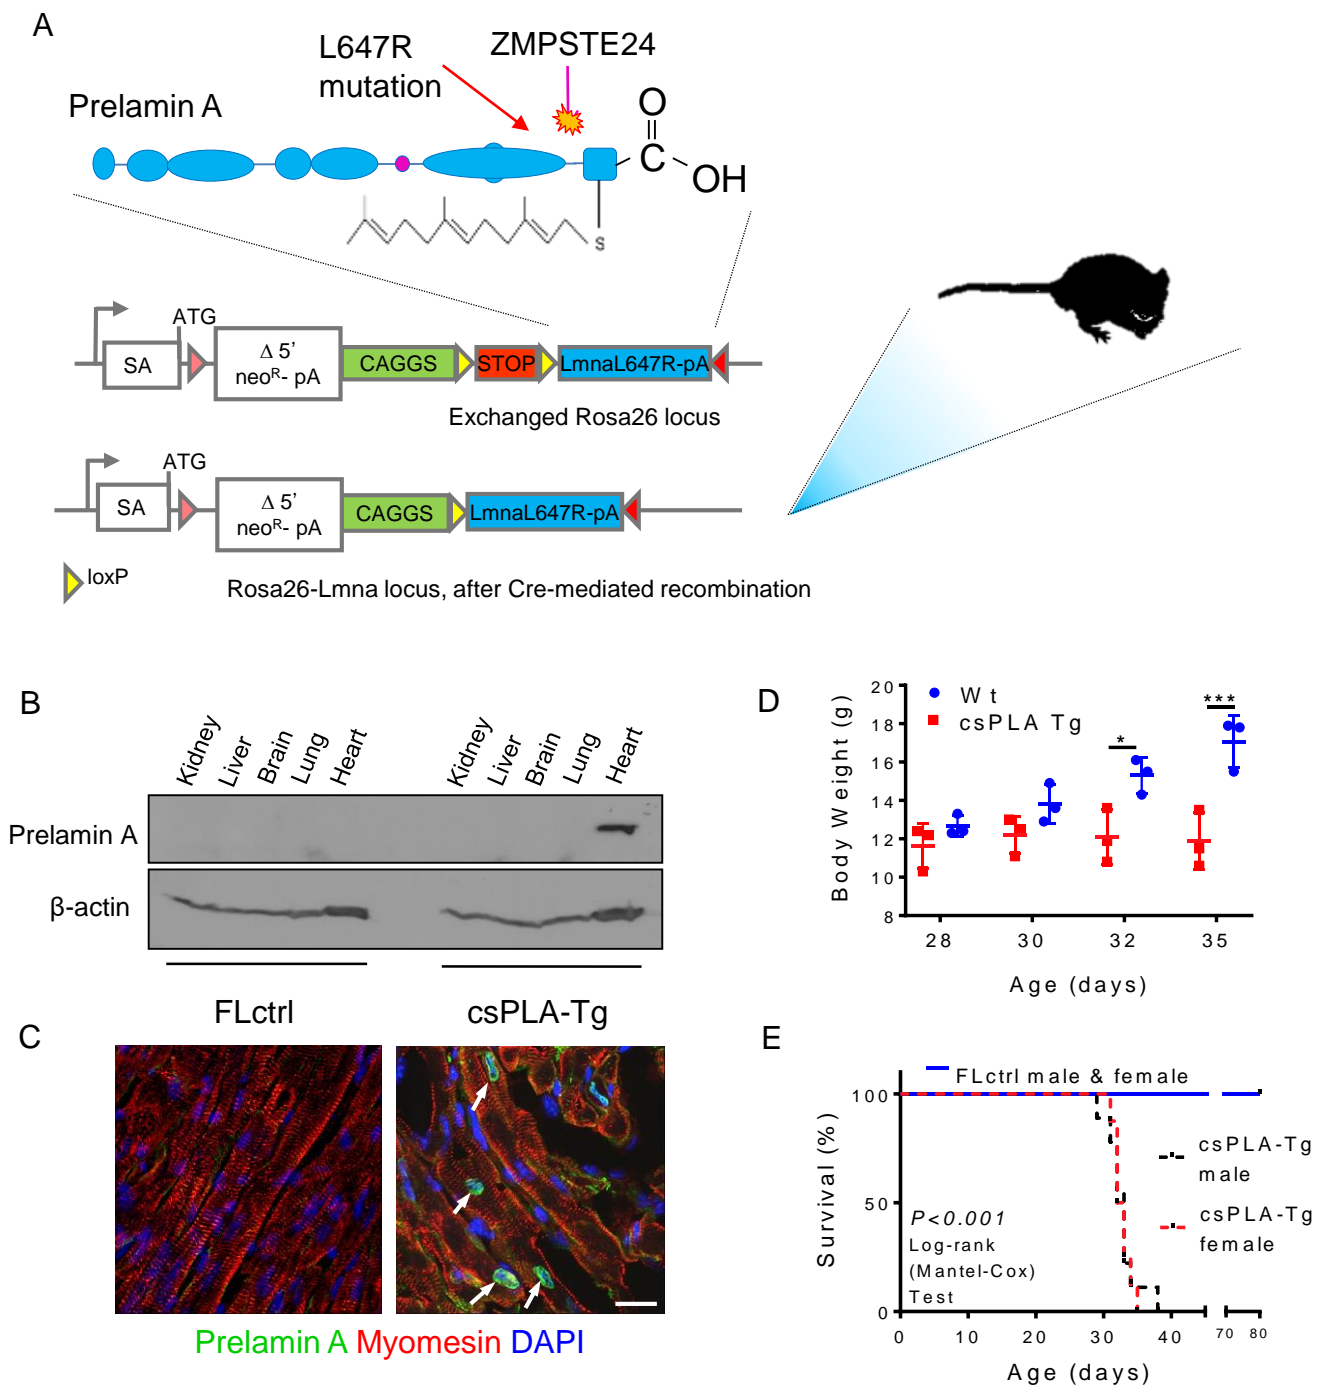 A
L647R
mutation
ZMPSTE24
Prelamin A
O
C
OH
S
ATG
SA
Δ 5'
neoR- pA
CAGGS
STOP
LmnaL647R-pA
Exchanged Rosa26 locus
ATG
SA
Δ 5'
neoR- pA
CAGGS
LmnaL647R-pA
loxP
Rosa26-Lmna locus, after Cre-mediated recombination
B
Kidney
Liver
Brain
Lung
Heart
Kidney
Liver
Brain
Lung
Heart
Prelamin A
β-actin
FLctrl
csPLA-Tg
C
Prelamin A Myomesin DAPI
D
Body Weight (g)
20
18
16
14
12
10
8
Wt
csPLA Tg
*
***
28 30 32 35
Age (days)
E
FLctrl male & female
Survival (%)
100
50
0
csPLA-Tg
male
csPLA-Tg
female
P<0.001
Log-rank
(Mantel-Cox)
Test
0 10 20 30 40 70 80
Age (days)